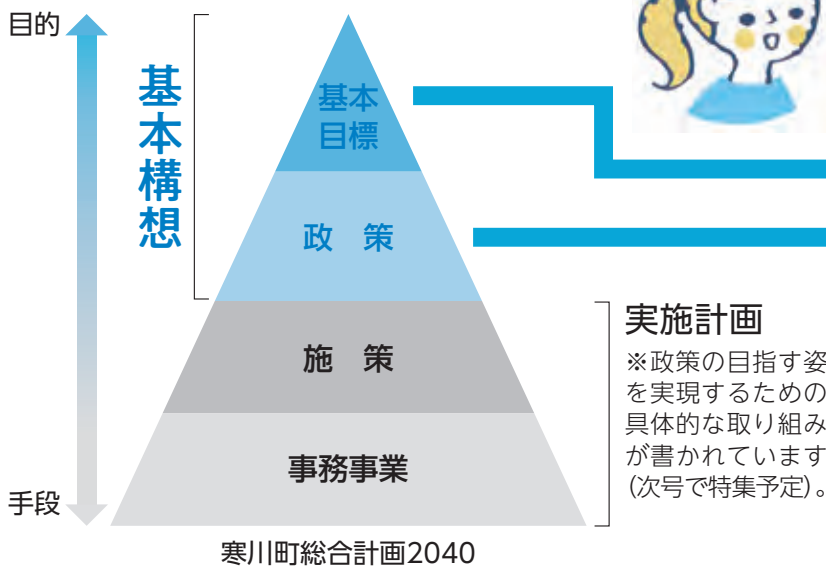 目的
基本構想
基本
目標
政　策
施　策
事務事業
手段
実施計画
※政策の目指す姿
を実現するための
具体的な取り組み
が書かれています
(次号で特集予定)。
寒川町総合計画2040